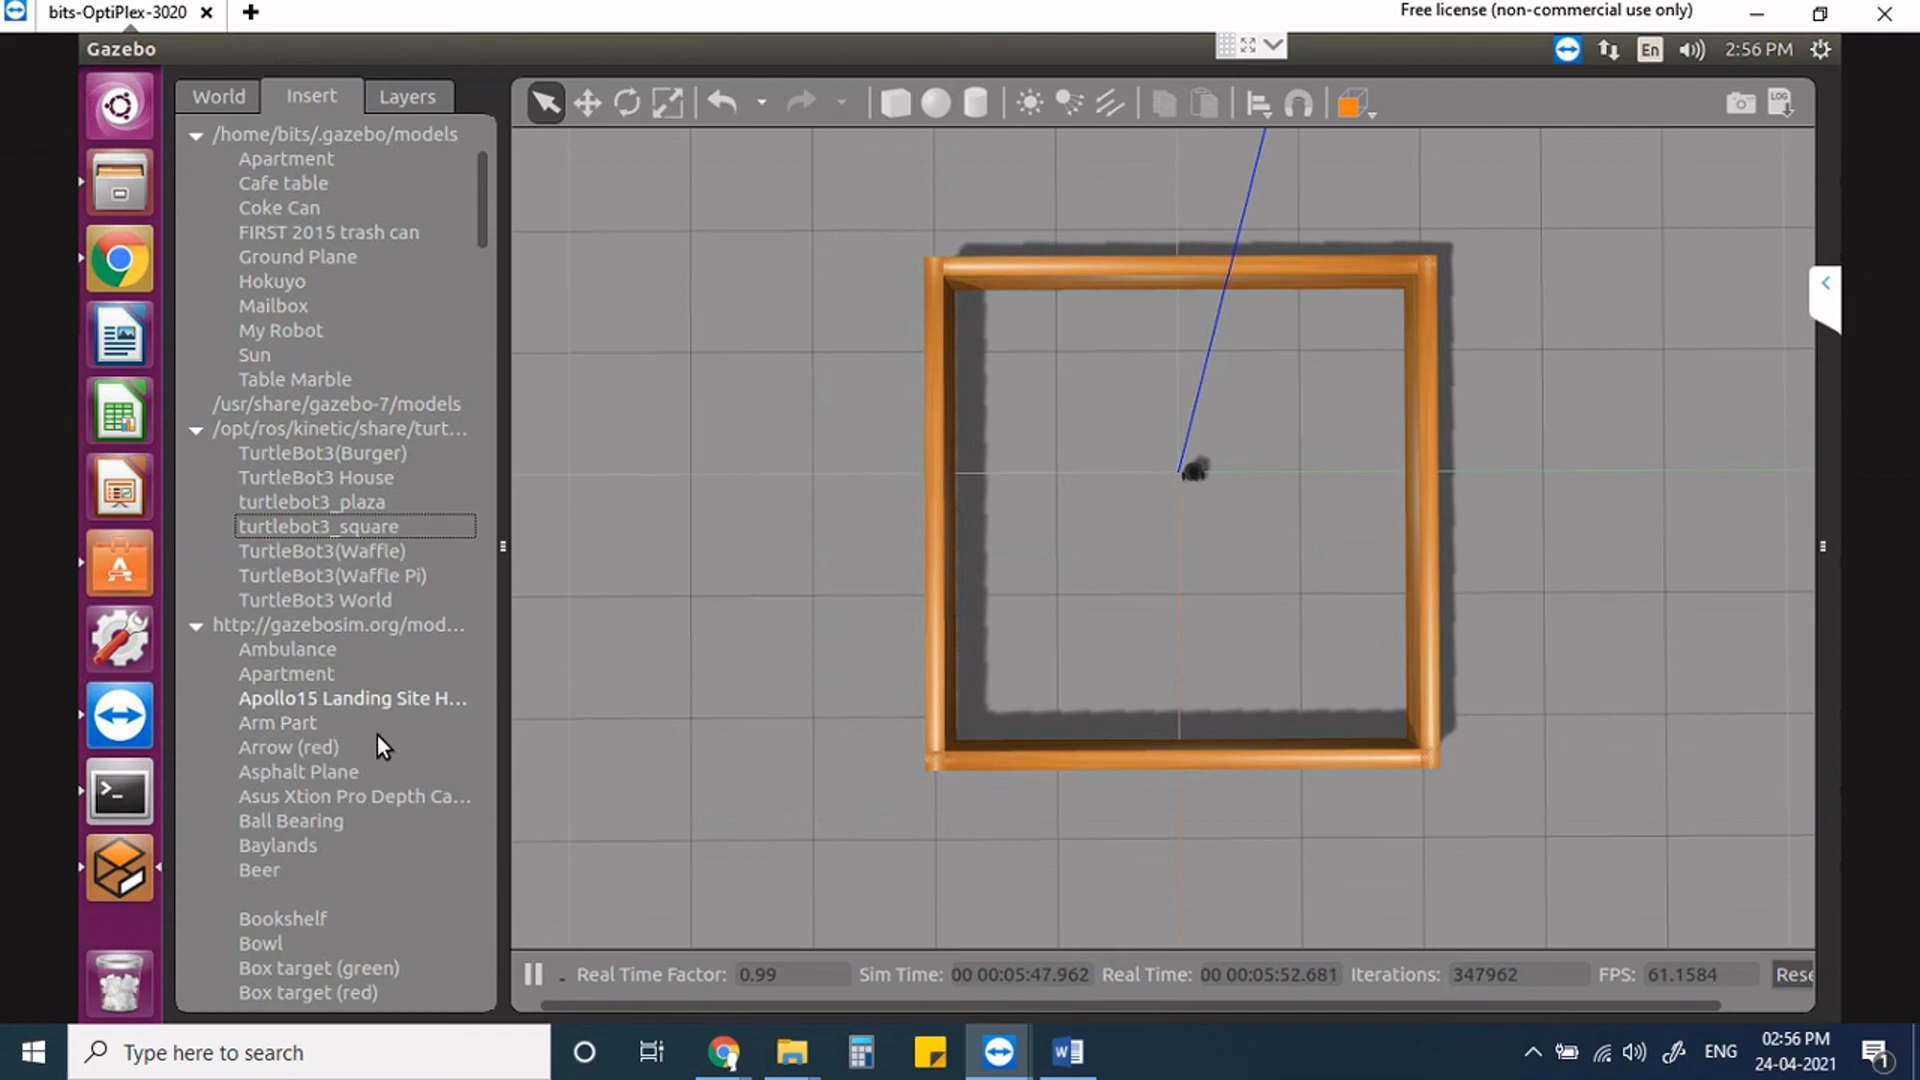 bits-OptiPlex-3020
Free license (non-commercial use only)
Gazebo
En
2:56 PM
World
Insert
Layers
LOG
/home/bits/.gazebo/models
Apartment
Cafe table
Coke Can
FIRST 2015 trash can
Ground Plane
Hokuyo
Mailbox
My Robot
Sun
Table Marble
/usr/share/gazebo-7/models
/opt/ros/kinetic/share/turt...
TurtleBot3(Burger)
TurtleBot3 House
turtlebot3_plaza
turtlebot3_square
TurtleBot3(Waffle)
TurtleBot3(Waffle Pi)
TurtleBot3 World
http://gazebosim.org/mod...
Ambulance
Apartment
Apollo15 Landing Site H...
Arm Part
Arrow (red)
Asphalt Plane
Asus Xtion Pro Depth Ca...
Ball Bearing
Baylands
Beer
Bookshelf
Bowl
Box target (green)
Box target (red)
Real Time Factor: 0.99 Sim Time: 00 00:05:47.962 Real Time: 00 00:05:52.681 Iterations: 347962 FPS: 61.1584 Rese
Type here to search
ENG
02:56 PM
24-04-2021
1